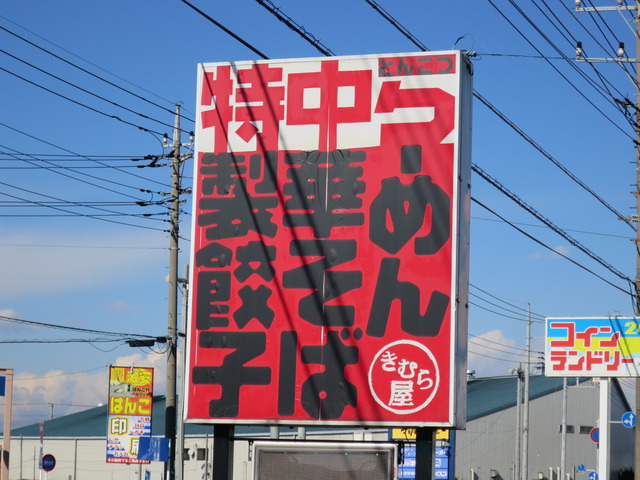 とんこつ
らーめん
中華そば
特製餃子
きむら
屋
はんこ
印
コイン
ランドリー